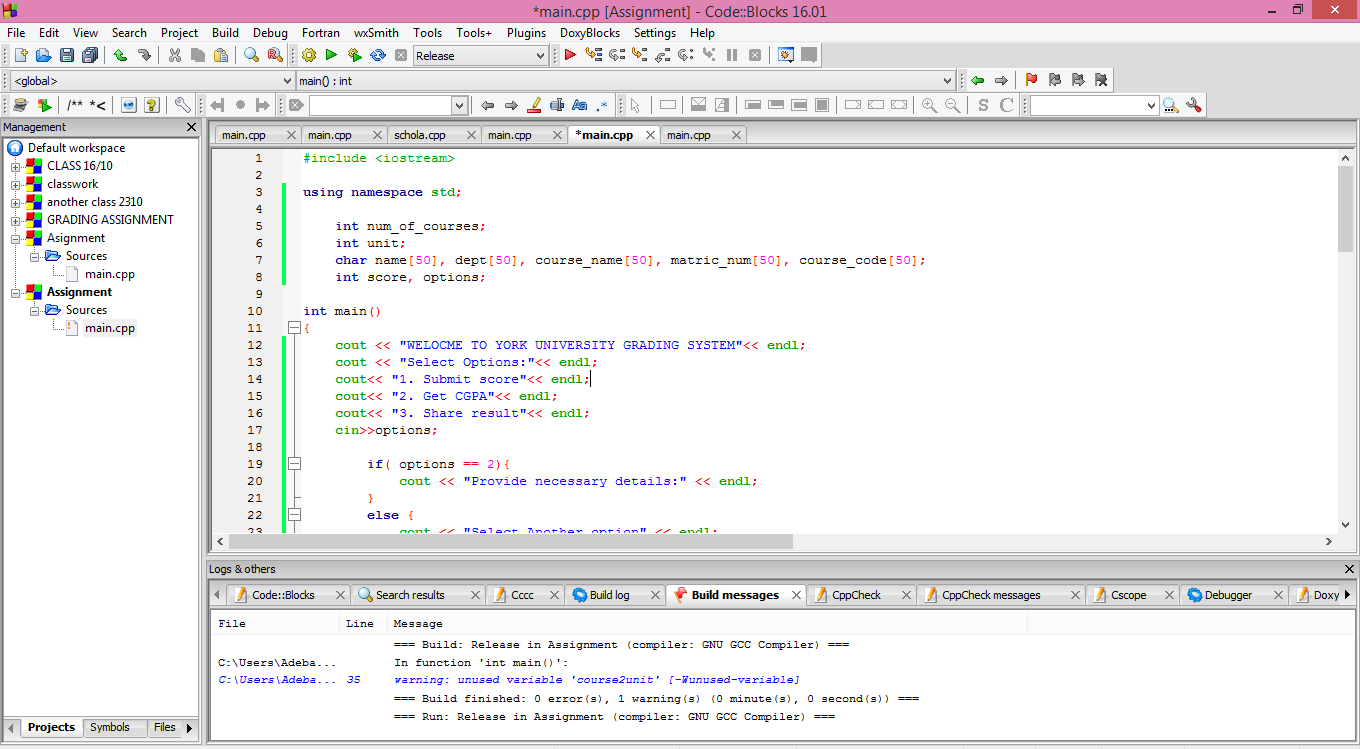 *main.cpp [Assignment] - Code::Blocks 16.01
File Edit View Search Project Build Debug Fortran wxSmith Tools Tools+ Plugins DoxyBlocks Settings Help
Release
<global> main() : int
/** *<
Aa .*
S C
Management
main.cpp main.cpp schola.cpp main.cpp *main.cpp main.cpp
Default workspace
CLASS 16/10
classwork
another class 2310
GRADING ASSIGNMENT
Asignment
Sources
main.cpp
Assignment
Sources
main.cpp
Projects Symbols Files
1 #include <iostream>
2
3 using namespace std;
4
5 int num_of_courses;
6 int unit;
7 char name[50], dept[50], course_name[50], matric_num[50], course_code[50];
8 int score, options;
9
10 int main()
11 {
12 cout << "WELOCME TO YORK UNIVERSITY GRADING SYSTEM"<< endl;
13 cout << "Select Options:"<< endl;
14 cout<< "1. Submit score"<< endl;
15 cout<< "2. Get CGPA"<< endl;
16 cout<< "3. Share result"<< endl;
17 cin>>options;
18
19 if( options == 2){
20 cout << "Provide necessary details:" << endl;
21 }
22 else {
23 cout << "Select Another option" << endl;
Logs & others
Code::Blocks Search results Cccc Build log Build messages CppCheck CppCheck messages Cscope Debugger Doxy
File Line Message
=== Build: Release in Assignment (compiler: GNU GCC Compiler) ===
C:\Users\Adeba... In function 'int main()':
C:\Users\Adeba... 35 warning: unused variable 'course2unit' [-Wunused-variable]
=== Build finished: 0 error(s), 1 warning(s) (0 minute(s), 0 second(s)) ===
=== Run: Release in Assignment (compiler: GNU GCC Compiler) ===